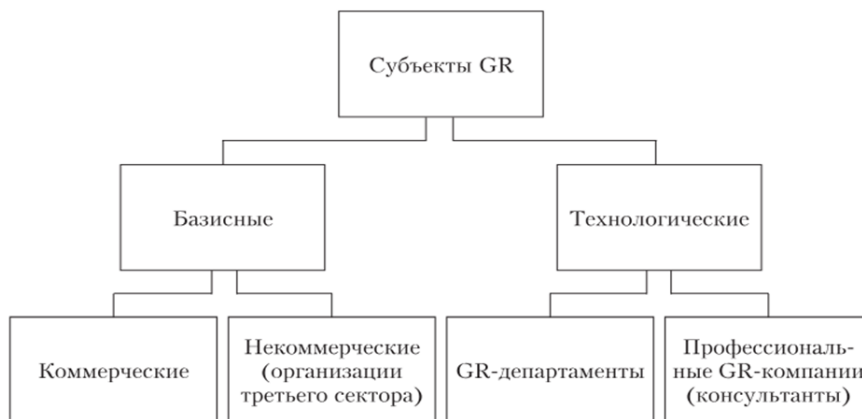 Субъекты GR
Базисные
Технологические
Коммерческие
Некоммерческие
(организации
третьего сектора)
GR-департаменты
Профессиональ-
ные GR-компании
(консультанты)